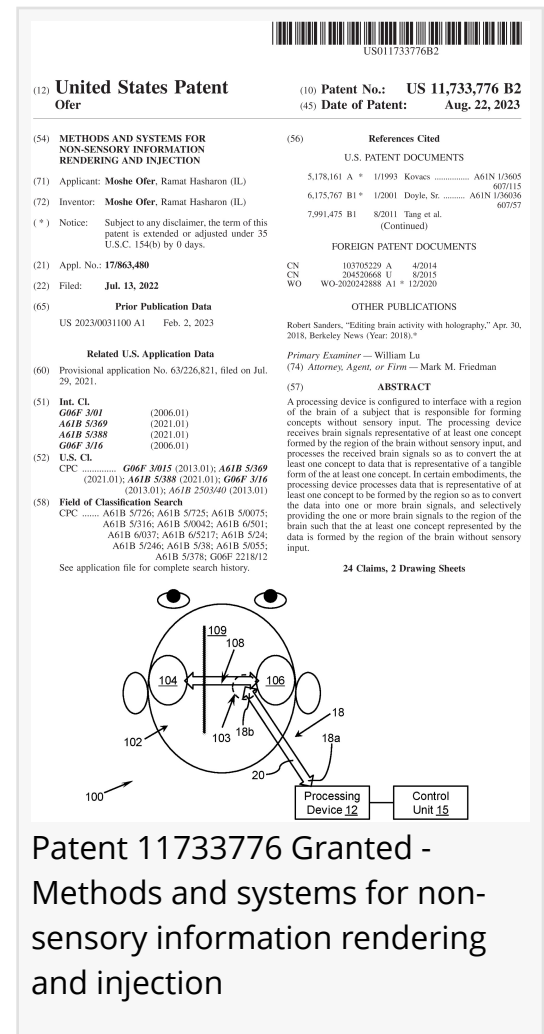 US011733776B2
(12) United States Patent
Ofer
(10) Patent No.: US 11,733,776 B2
(45) Date of Patent: Aug. 22, 2023
(54) METHODS AND SYSTEMS FOR
NON-SENSORY INFORMATION
RENDERING AND INJECTION
(71) Applicant: Moshe Ofer, Ramat Hasharon (IL)
(72) Inventor: Moshe Ofer, Ramat Hasharon (IL)
( * ) Notice: Subject to any disclaimer, the term of this
patent is extended or adjusted under 35
U.S.C. 154(b) by 0 days.
(21) Appl. No.: 17/863,480
(22) Filed: Jul. 13, 2022
(65) Prior Publication Data
US 2023/0031100 A1 Feb. 2, 2023
Related U.S. Application Data
(60) Provisional application No. 63/226,821, filed on Jul.
29, 2021.
(51) Int. Cl.
G06F 3/01 (2006.01)
A61B 5/369 (2021.01)
A61B 5/388 (2021.01)
G06F 3/16 (2006.01)
(52) U.S. Cl.
CPC .............. G06F 3/015 (2013.01); A61B 5/369
(2021.01); A61B 5/388 (2021.01); G06F 3/16
(2013.01); A61B 2503/40 (2013.01)
(58) Field of Classification Search
CPC ....... A61B 5/726; A61B 5/725; A61B 5/0075;
A61B 5/316; A61B 5/0042; A61B 6/501;
A61B 6/037; A61B 6/5217; A61B 5/24;
A61B 5/246; A61B 5/38; A61B 5/055;
A61B 5/378; G06F 2218/12
See application file for complete search history.
(56) References Cited
U.S. PATENT DOCUMENTS
5,178,161 A * 1/1993 Kovacs ............... A61N 1/3605
607/115
6,175,767 B1 * 1/2001 Doyle, Sr. ......... A61N 1/36036
607/57
7,991,475 B1 8/2011 Tang et al.
(Continued)
FOREIGN PATENT DOCUMENTS
CN 103705229 A 4/2014
CN 204520668 U 8/2015
WO WO-2020242888 A1 * 12/2020
OTHER PUBLICATIONS
Robert Sanders, "Editing brain activity with holography," Apr. 30,
2018, Berkeley News (Year: 2018).*
Primary Examiner — William Lu
(74) Attorney, Agent, or Firm — Mark M. Friedman
(57) ABSTRACT
A processing device is configured to interface with a region
of the brain of a subject that is responsible for forming
concepts without sensory input. The processing device
receives brain signals representative of at least one concept
formed by the region of the brain without sensory input, and
processes the received brain signals so as to convert the at
least one concept to data that is representative of a tangible
form of the at least one concept. In certain embodiments, the
processing device processes data that is representative of at
least one concept to be formed by the region so as to convert
the data into one or more brain signals, and selectively
providing the one or more brain signals to the region of the
brain such that the at least one concept represented by the
data is formed by the region of the brain without sensory
input.
24 Claims, 2 Drawing Sheets
109
108
104
106
103
18b
18
102
18a
20
100
Processing
Device 12
Control
Unit 15
Patent 11733776 Granted -
Methods and systems for non-
sensory information rendering
and injection